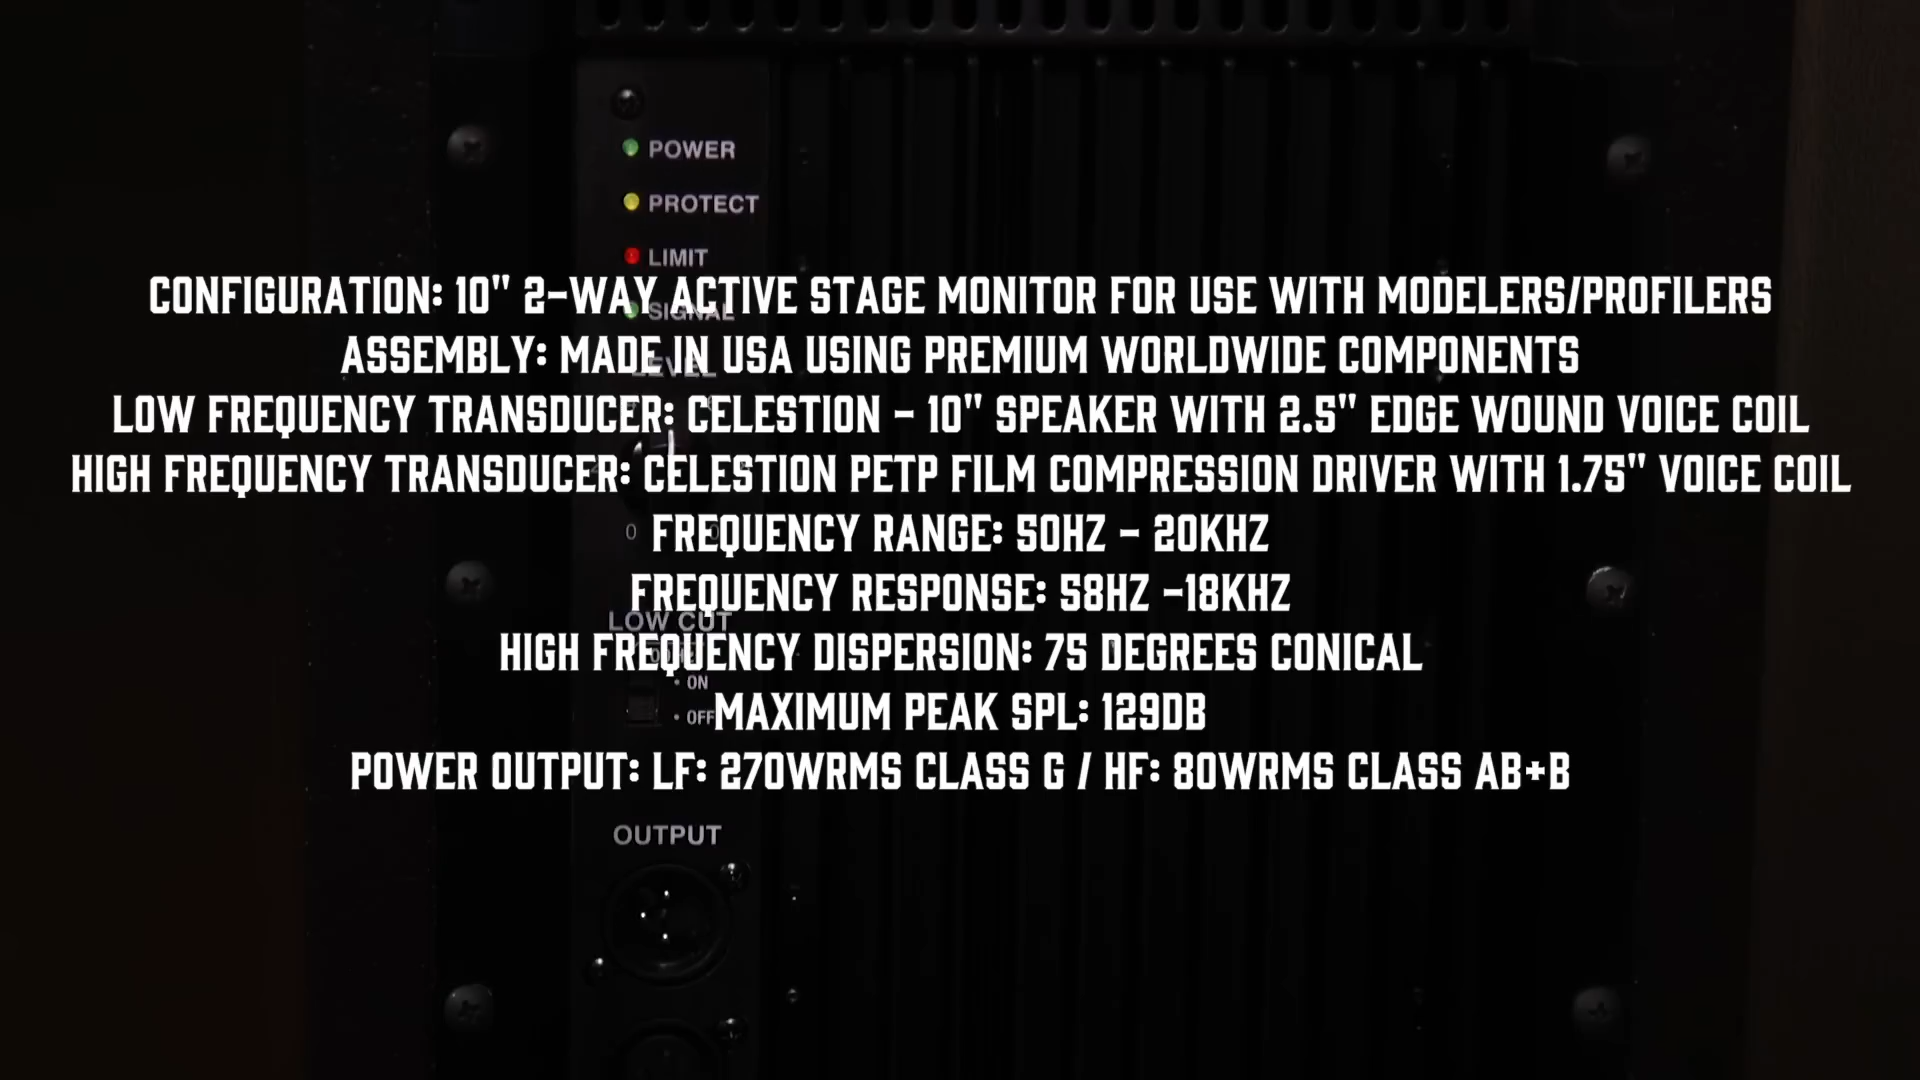 POWER
PROTECT
LIMIT
CONFIGURATION: 10" 2-WAY ACTIVE STAGE MONITOR FOR USE WITH MODELERS/PROFILERS
SIGNAL
ASSEMBLY: MADE IN USA USING PREMIUM WORLDWIDE COMPONENTS
LEVEL
LOW FREQUENCY TRANSDUCER: CELESTION - 10" SPEAKER WITH 2.5" EDGE WOUND VOICE COIL
HIGH FREQUENCY TRANSDUCER: CELESTION PETP FILM COMPRESSION DRIVER WITH 1.75" VOICE COIL
0
FREQUENCY RANGE: 50HZ - 20KHZ
FREQUENCY RESPONSE: 58HZ -18KHZ
LOW CUT
HIGH FREQUENCY DISPERSION: 75 DEGREES CONICAL
• ON
• OFF
MAXIMUM PEAK SPL: 129DB
POWER OUTPUT: LF: 270WRMS CLASS G / HF: 80WRMS CLASS AB+B
OUTPUT